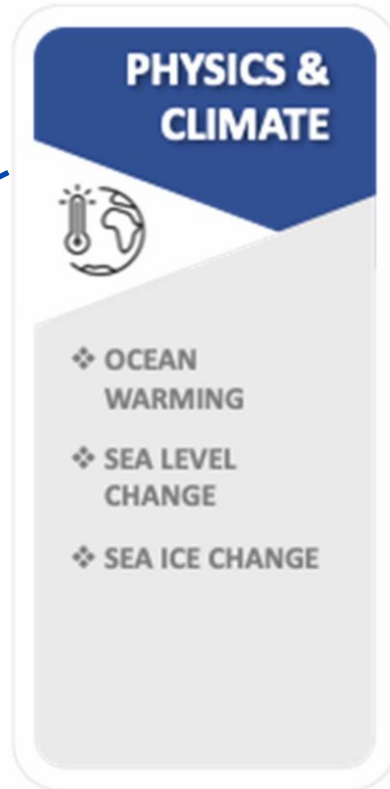 PHYSICS &
CLIMATE
❖ OCEAN
WARMING
❖ SEA LEVEL
CHANGE
❖ SEA ICE CHANGE